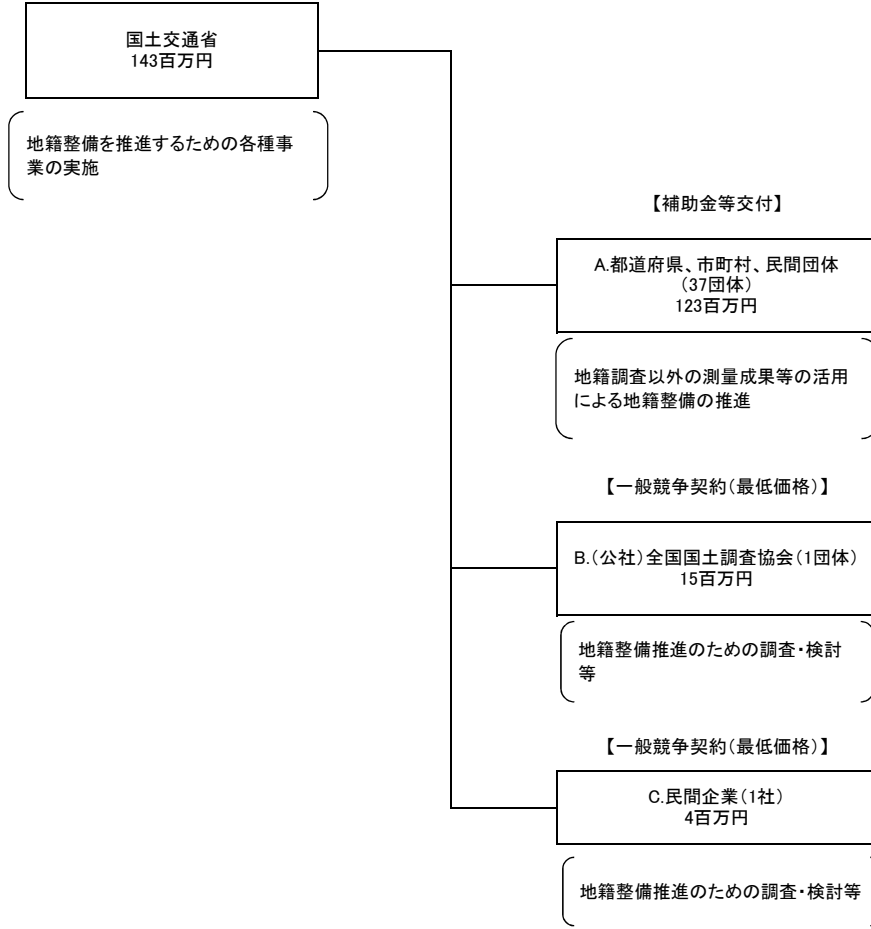 国土交通省
143百万円
地籍整備を推進するための各種事
業の実施
【補助金等交付】
A.都道府県、市町村、民間団体
(37団体)
123百万円
地籍調査以外の測量成果等の活用
による地籍整備の推進
【一般競争契約(最低価格)】
B.(公社)全国国土調査協会(1団体)
15百万円
地籍整備推進のための調査・検討
等
【一般競争契約(最低価格)】
C.民間企業(1社)
4百万円
地籍整備推進のための調査・検討等